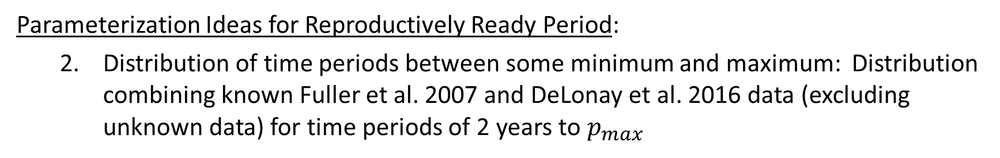 Parameterization Ideas for Reproductively Ready Period:
2. Distribution of time periods between some minimum and maximum: Distribution
combining known Fuller et al. 2007 and DeLonay et al. 2016 data (excluding
unknown data) for time periods of 2 years to p_max